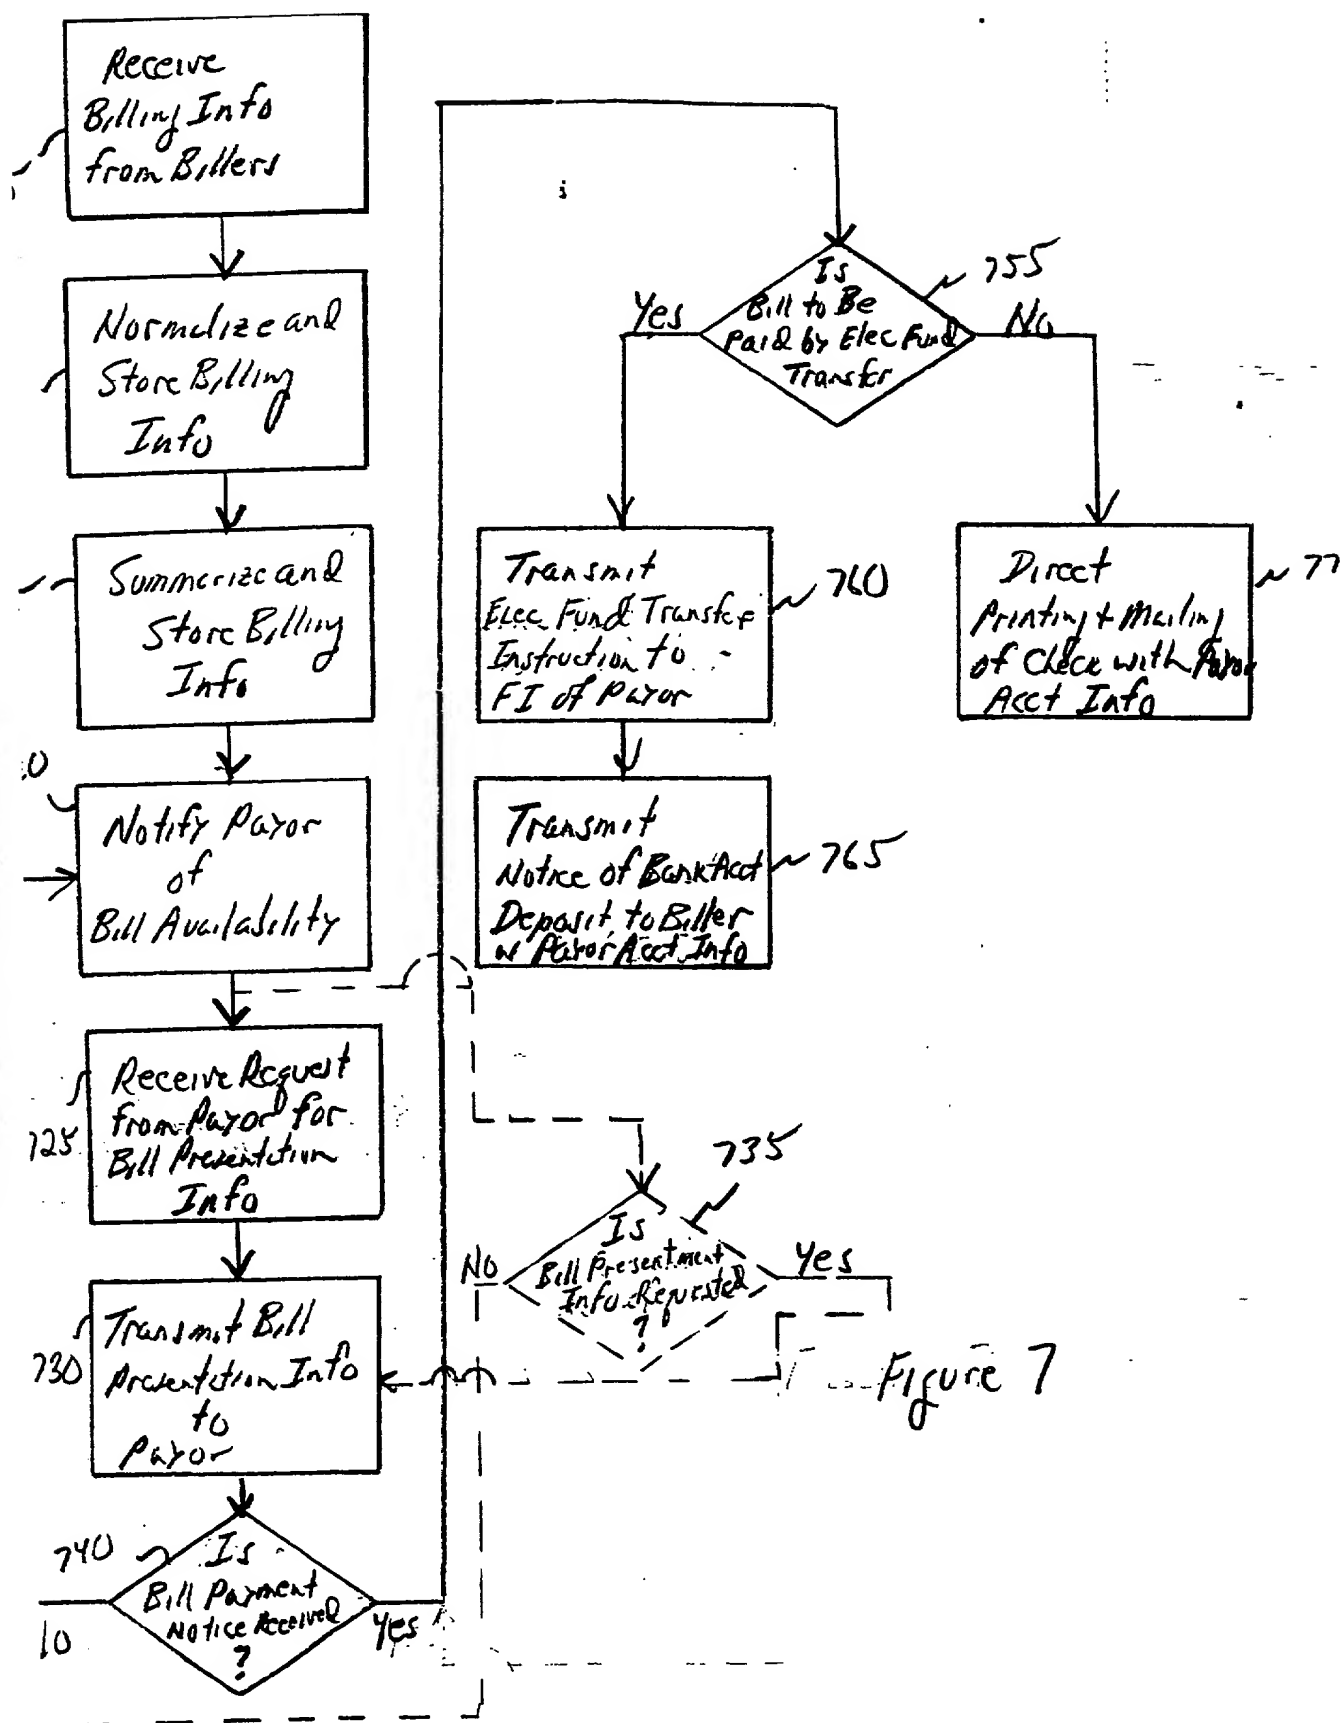 Receive
Billing Info
from Billers
Normalize and
Store Billing
Info
Summarize and
Store Billing
Info
.0
Notify Payor
of
Bill Availability
Receive Request
from Payor for
Bill Presentation
Info
725
Transmit Bill
Presentation Info
to
Payor
730
740
Is
Bill Payment
Notice Received
?
Yes
Is
Bill to Be
Paid by Elec Fund
Transfer
755
Yes
No
Transmit
Elec Fund Transfer
Instruction to
FI of Payor
760
Direct
Printing + Mailing
of Check with Payor
Acct Info
77
Transmit
Notice of Bank Acct
Deposit to Biller
w Payor Acct Info
765
735
Is
Bill Presentment
Info Requested
?
No
Yes
Figure 7